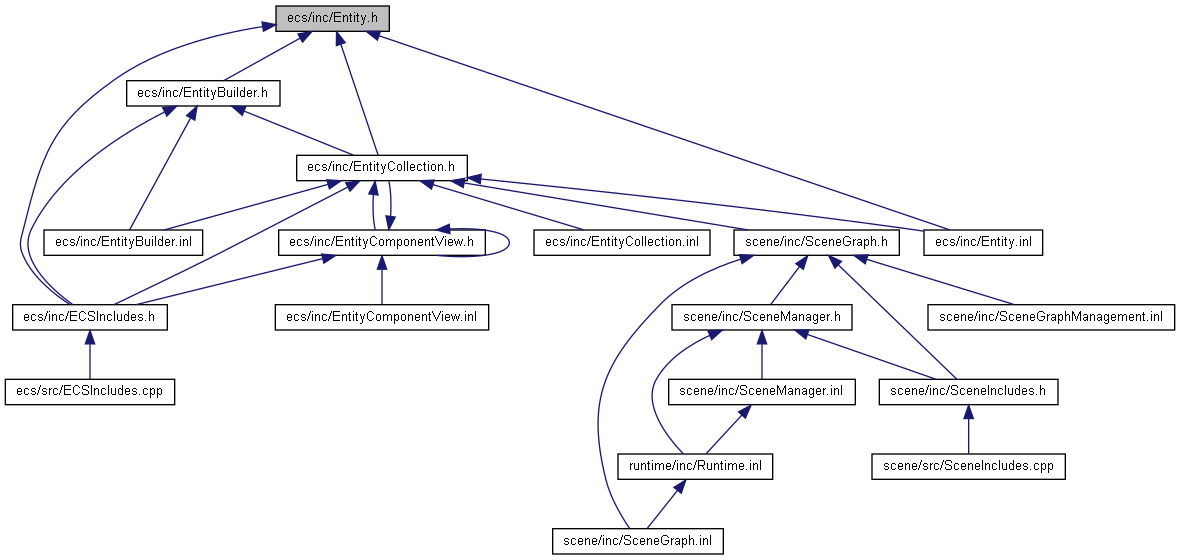 ecs/inc/Entity.h
ecs/inc/EntityBuilder.h
ecs/inc/EntityCollection.h
ecs/inc/EntityBuilder.inl
ecs/inc/EntityComponentView.h
ecs/inc/EntityCollection.inl
scene/inc/SceneGraph.h
ecs/inc/Entity.inl
ecs/inc/ECSIncludes.h
ecs/inc/EntityComponentView.inl
scene/inc/SceneManager.h
scene/inc/SceneGraphManagement.inl
ecs/src/ECSIncludes.cpp
scene/inc/SceneManager.inl
scene/inc/SceneIncludes.h
runtime/inc/Runtime.inl
scene/src/SceneIncludes.cpp
scene/inc/SceneGraph.inl